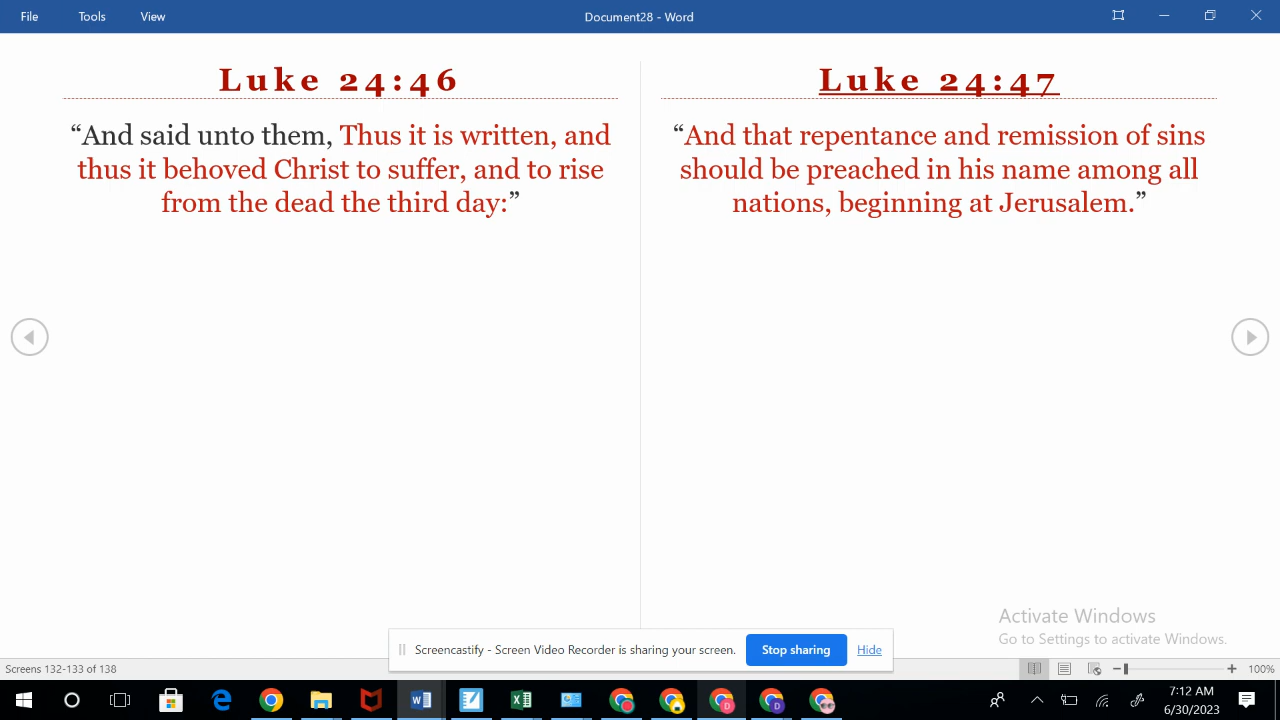 File
Tools
View
Document28 - Word
Luke 24:46
“And said unto them, Thus it is written, and
thus it behoved Christ to suffer, and to rise
from the dead the third day:”
Luke 24:47
“And that repentance and remission of sins
should be preached in his name among all
nations, beginning at Jerusalem.”
Activate Windows
Go to Settings to activate Windows.
Screencastify - Screen Video Recorder is sharing your screen.
Stop sharing
Hide
Screens 132-133 of 138
100%
7:12 AM
6/30/2023